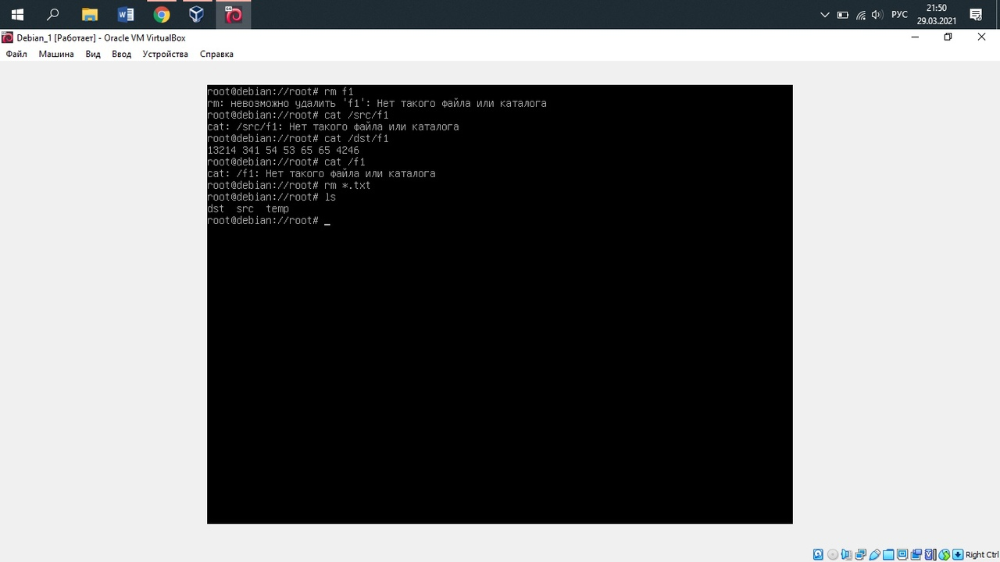 21:50
РУС
29.03.2021
Debian_1 [Работает] - Oracle VM VirtualBox
Файл Машина Вид Ввод Устройства Справка
root@debian://root# rm f1
rm: невозможно удалить 'f1': Нет такого файла или каталога
root@debian://root# cat /src/f1
cat: /src/f1: Нет такого файла или каталога
root@debian://root# cat /dst/f1
13214 341 54 53 65 65 4246
root@debian://root# cat /f1
cat: /f1: Нет такого файла или каталога
root@debian://root# rm *.txt
root@debian://root# ls
dst src temp
root@debian://root# _
Right Ctrl